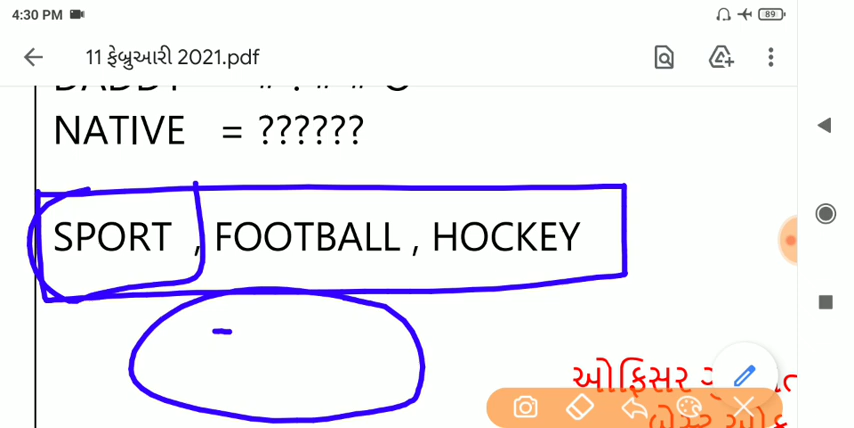 4:30 PM 89
11 ફેબ્રુઆરી 2021.pdf
NATIVE = ??????
SPORT , FOOTBALL , HOCKEY
ઓફિસર